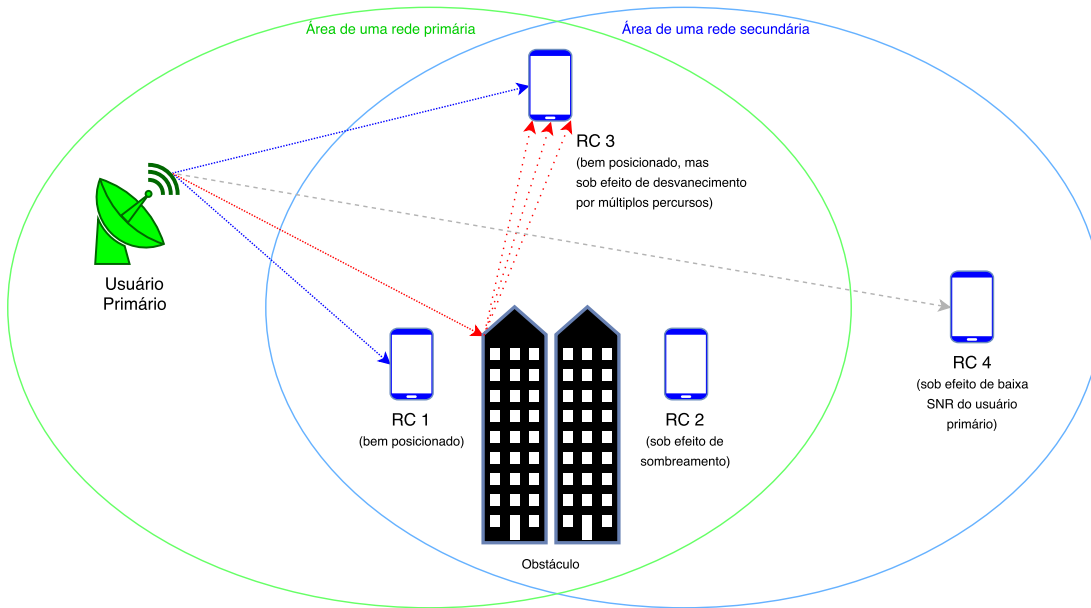 Área de uma rede primária
Área de uma rede secundária
RC 3
(bem posicionado, mas
sob efeito de desvanecimento
por múltiplos percursos)
Usuário
Primário
RC 4
(sob efeito de baixa
SNR do usuário
primário)
RC 1
(bem posicionado)
RC 2
(sob efeito de
sombreamento)
Obstáculo